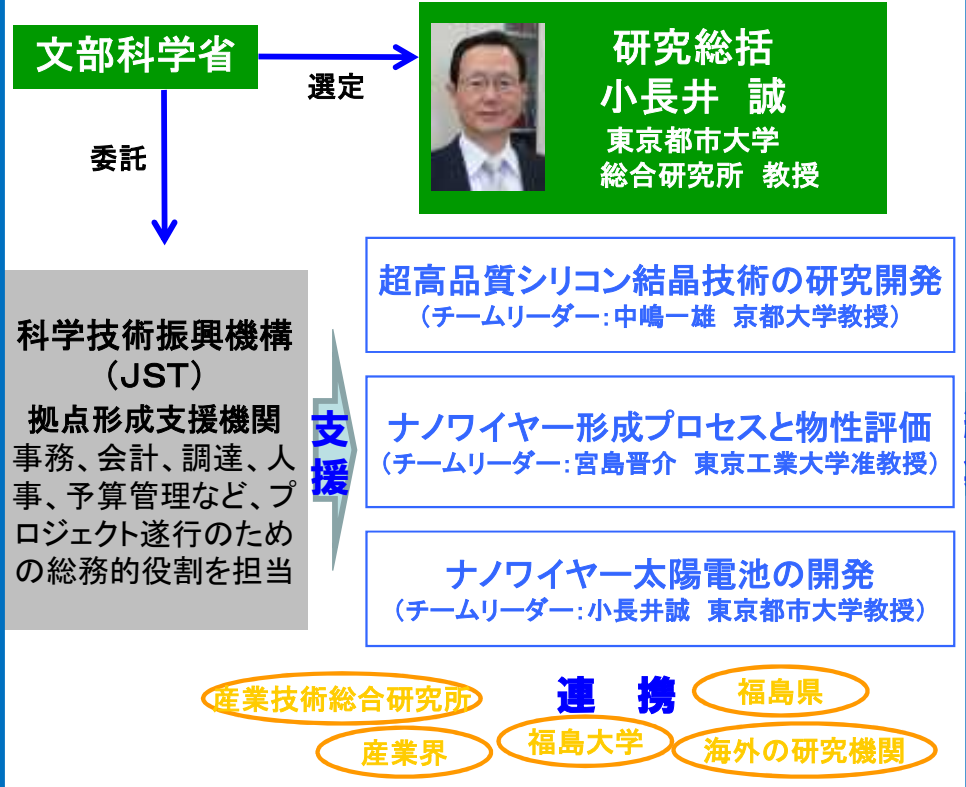 文部科学省
選定
委託
研究総括
小長井　誠
東京都市大学
総合研究所 教授
科学技術振興機構
（JST）
拠点形成支援機関
事務、会計、調達、人
事、予算管理など、プ
ロジェクト遂行のため
の総務的役割を担当
支
援
超高品質シリコン結晶技術の研究開発
（チームリーダー：中嶋一雄　京都大学教授）
ナノワイヤー形成プロセスと物性評価
（チームリーダー：宮島晋介　東京工業大学准教授）
ナノワイヤー太陽電池の開発
（チームリーダー：小長井誠　東京都市大学教授）
連　携
産業技術総合研究所
福島県
産業界
福島大学
海外の研究機関